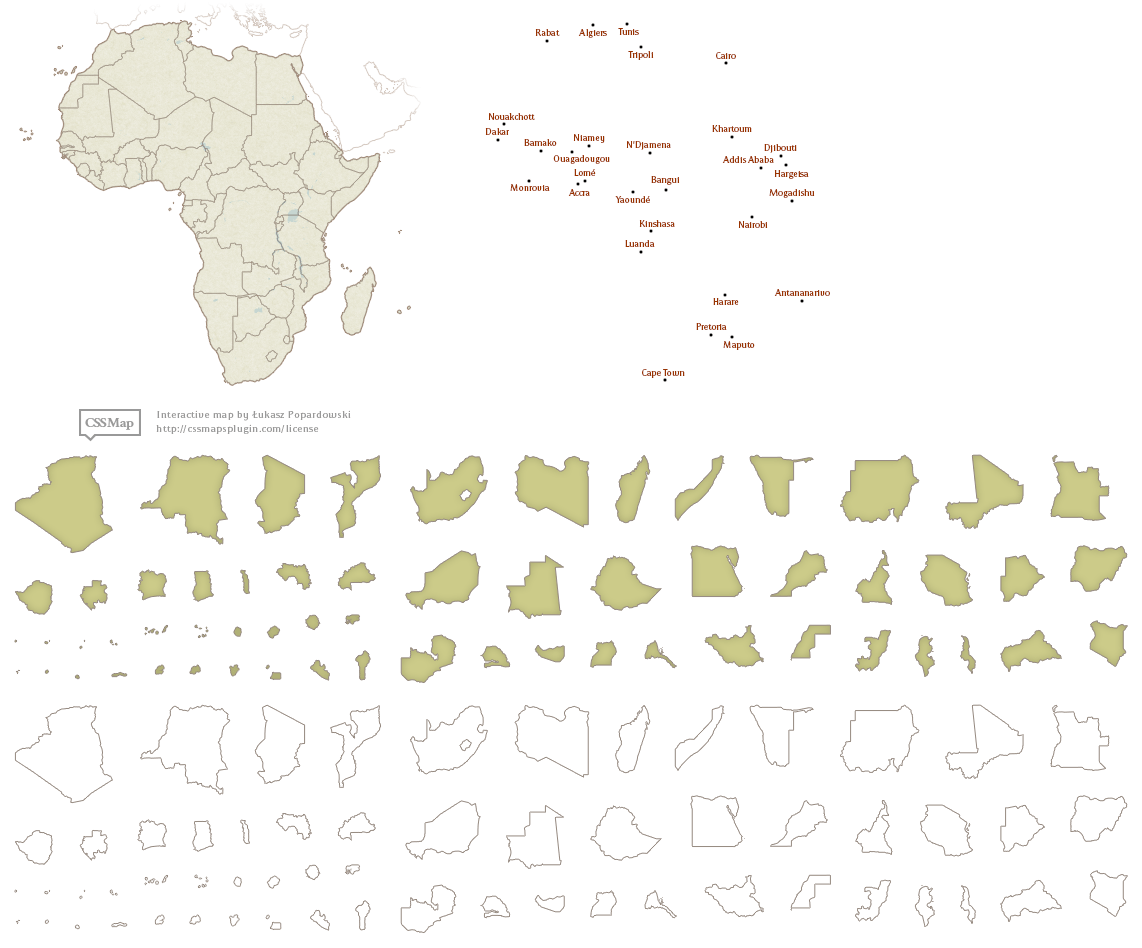 Rabat
Algiers
Tunis
Tripoli
Cairo
Nouakchott
Dakar
Bamako
Niamey
Ouagadougou
N'Djamena
Khartoum
Djibouti
Addis Ababa
Hargeisa
Lomé
Accra
Monrovia
Bangui
Yaoundé
Mogadishu
Kinshasa
Nairobi
Luanda
Harare
Antananarivo
Pretoria
Maputo
Cape Town
CSSMap
Interactive map by Łukasz Popardowski
http://cssmapsplugin.com/license